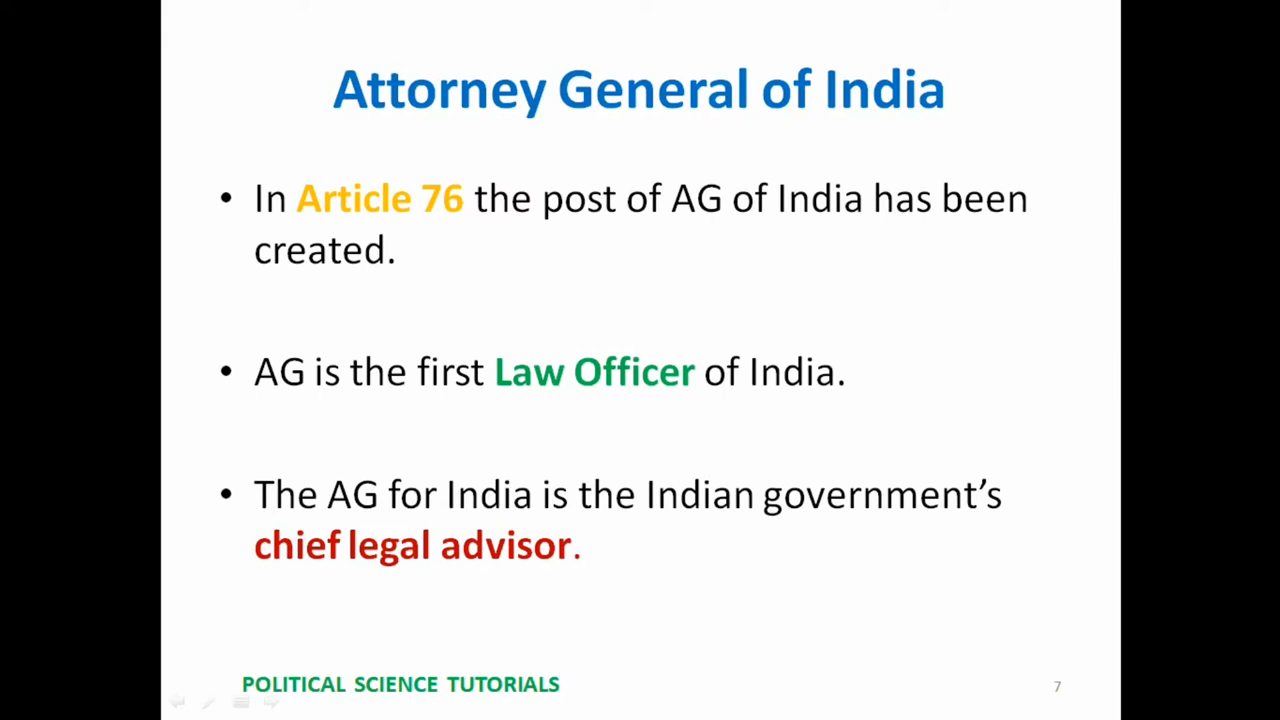 Attorney General of India
• In Article 76 the post of AG of India has been
created.
• AG is the first Law Officer of India.
• The AG for India is the Indian government’s
chief legal advisor.
POLITICAL SCIENCE TUTORIALS
7